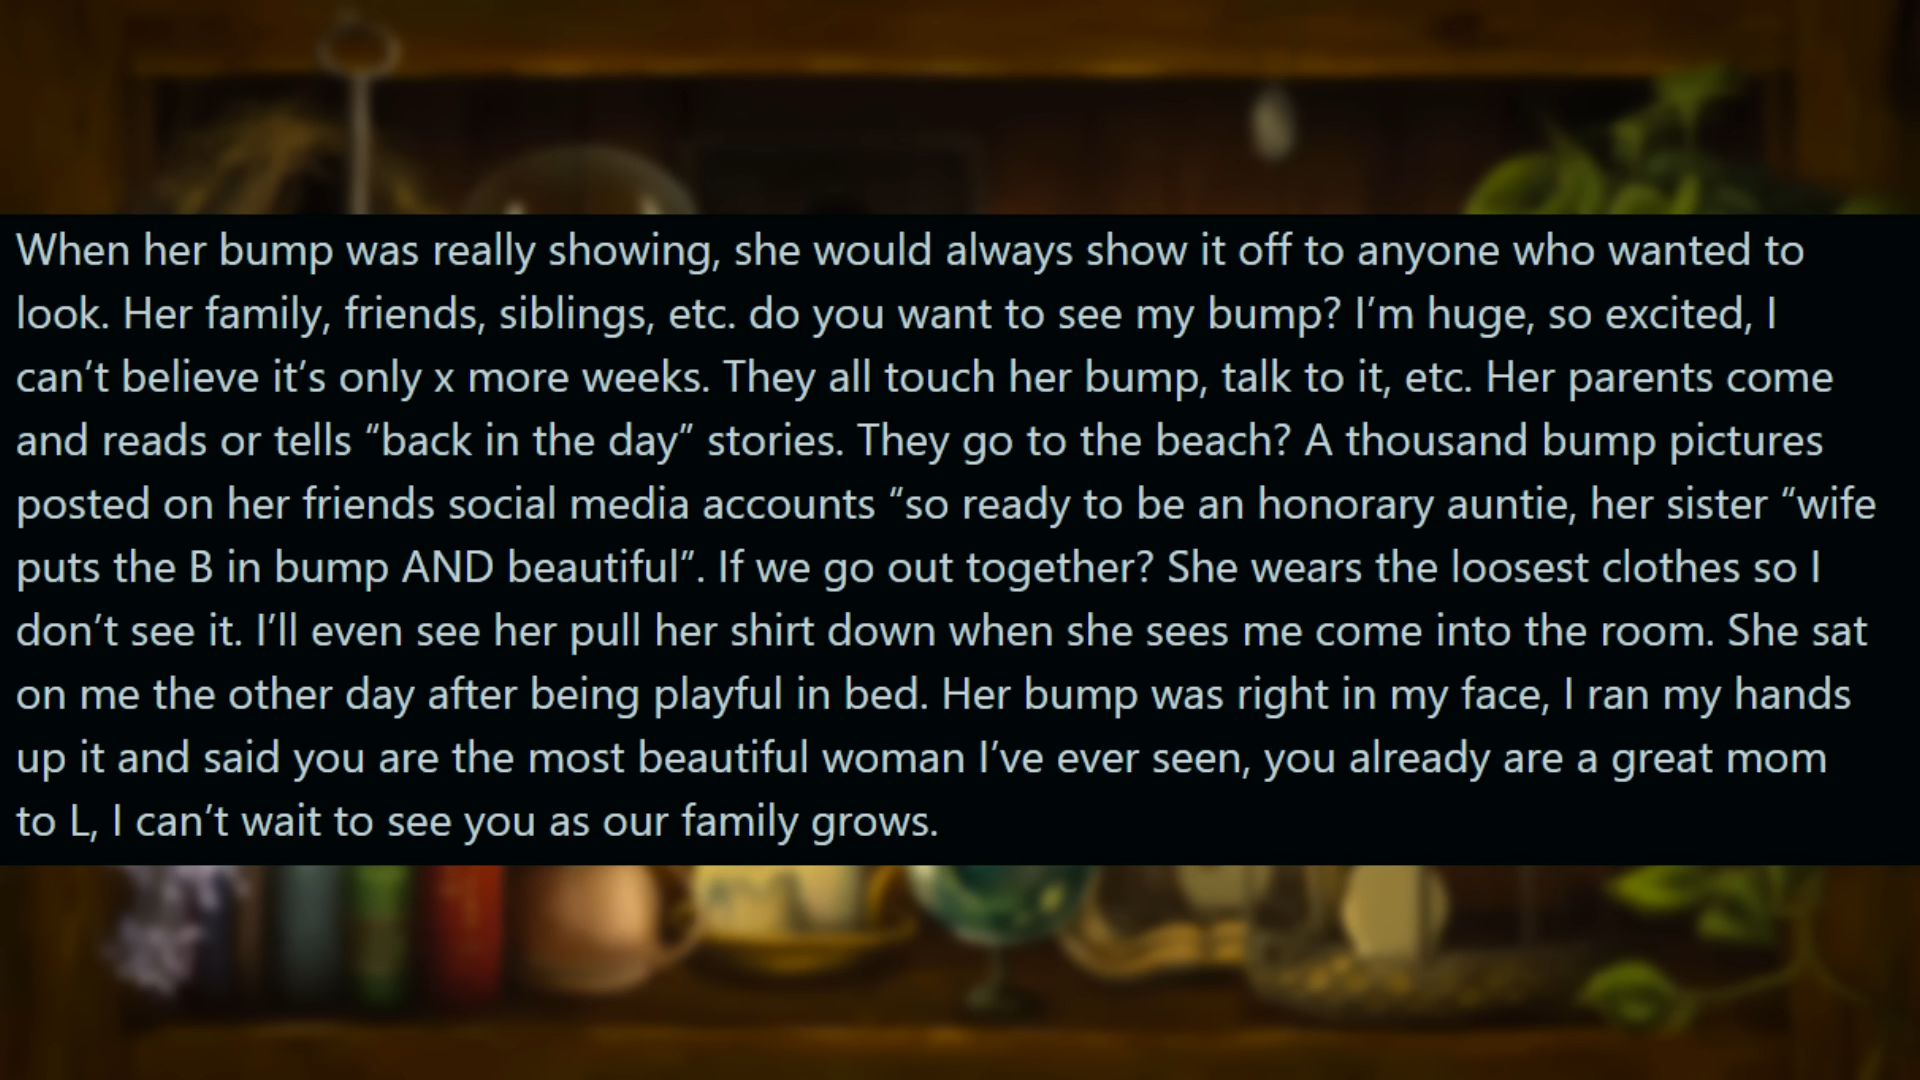 When her bump was really showing, she would always show it off to anyone who wanted to
look. Her family, friends, siblings, etc. do you want to see my bump? I’m huge, so excited, I
can’t believe it’s only x more weeks. They all touch her bump, talk to it, etc. Her parents come
and reads or tells “back in the day” stories. They go to the beach? A thousand bump pictures
posted on her friends social media accounts “so ready to be an honorary auntie, her sister “wife
puts the B in bump AND beautiful”. If we go out together? She wears the loosest clothes so I
don’t see it. I’ll even see her pull her shirt down when she sees me come into the room. She sat
on me the other day after being playful in bed. Her bump was right in my face, I ran my hands
up it and said you are the most beautiful woman I’ve ever seen, you already are a great mom
to L, I can’t wait to see you as our family grows.